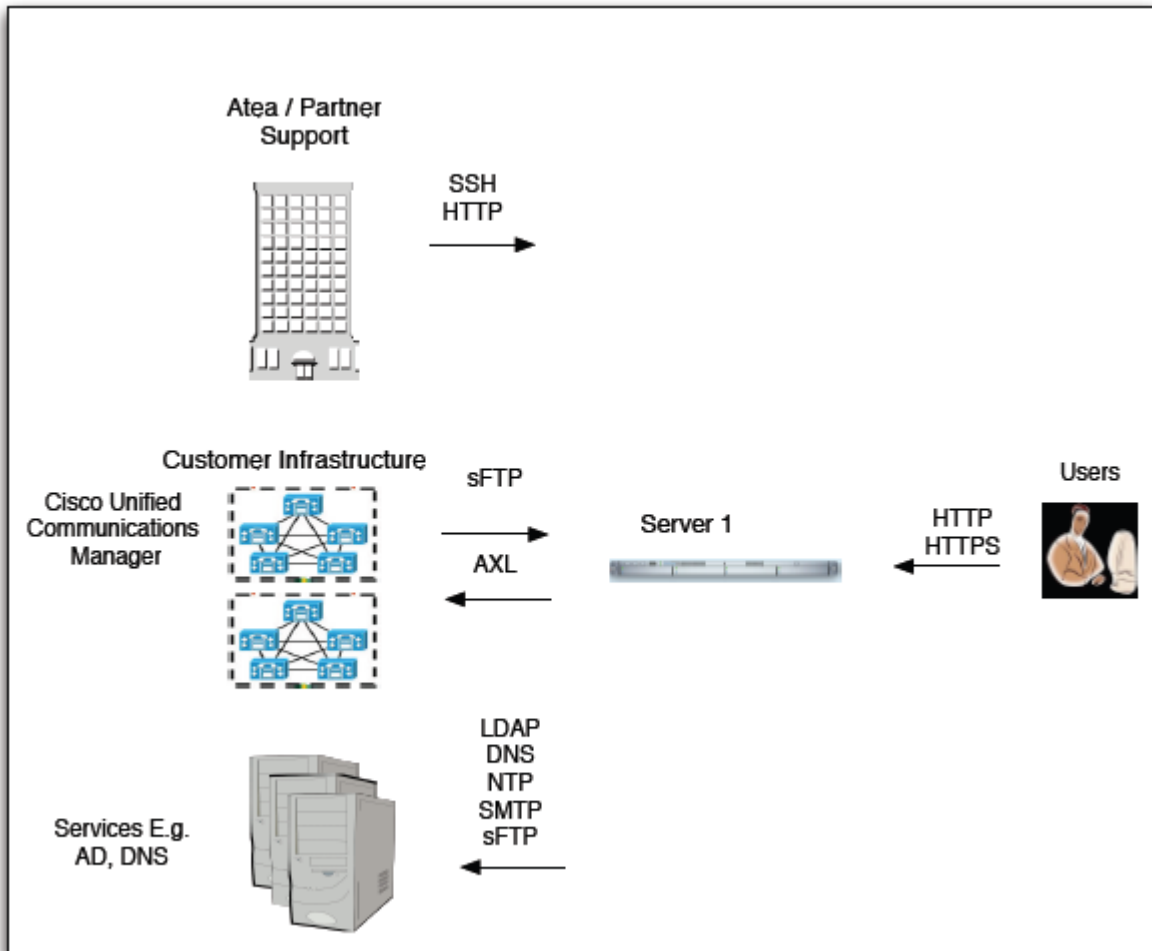 Atea / Partner
Support
SSH
HTTP
Customer Infrastructure
Cisco Unified
Communications
Manager
sFTP
AXL
Server 1
Users
HTTP
HTTPS
LDAP
DNS
NTP
SMTP
sFTP
Services E.g.
AD, DNS